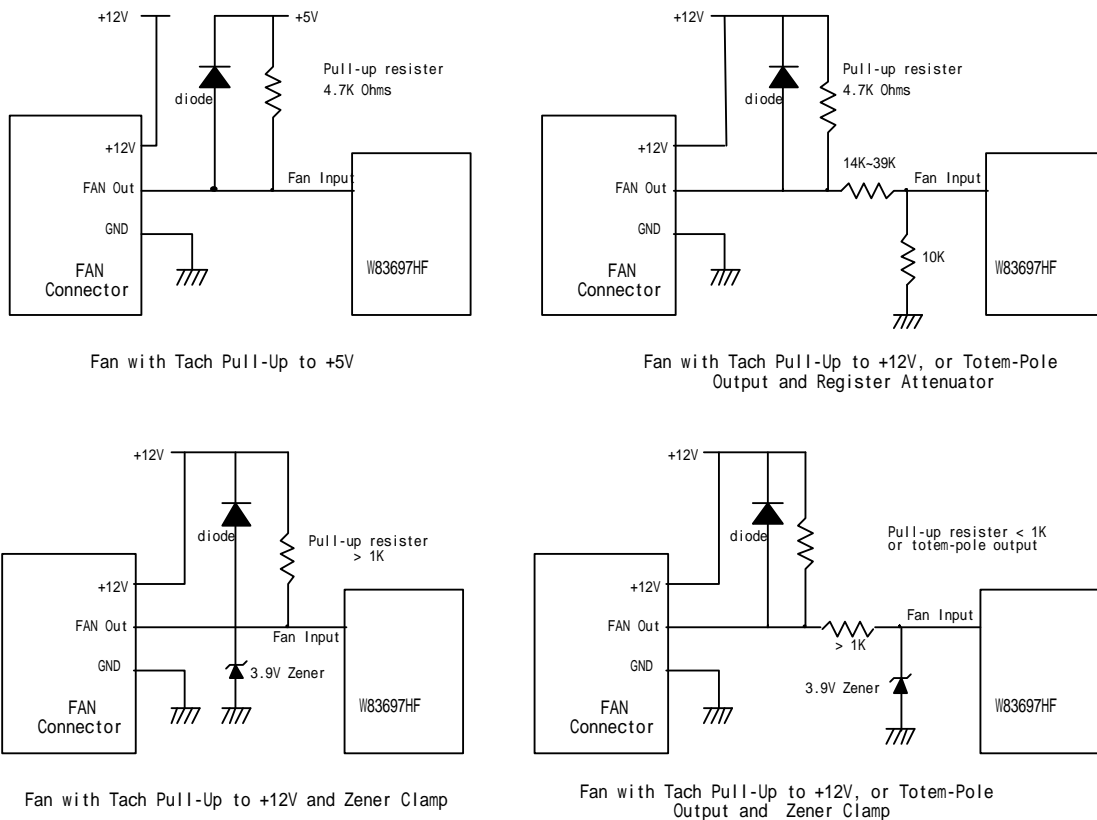 +12V
+5V
Pull-up resister
4.7K Ohms
diode
+12V
FAN Out
Fan Input
GND
FAN
Connector
W83697HF
Fan with Tach Pull-Up to +5V
+12V
Pull-up resister
4.7K Ohms
diode
+12V
14K~39K
FAN Out
Fan Input
GND
10K
FAN
Connector
W83697HF
Fan with Tach Pull-Up to +12V, or Totem-Pole
Output and Register Attenuator
+12V
diode
Pull-up resister
> 1K
+12V
FAN Out
Fan Input
GND
3.9V Zener
FAN
Connector
W83697HF
Fan with Tach Pull-Up to +12V and Zener Clamp
+12V
diode
Pull-up resister < 1K
or totem-pole output
+12V
FAN Out
Fan Input
> 1K
GND
3.9V Zener
FAN
Connector
W83697HF
Fan with Tach Pull-Up to +12V, or Totem-Pole
Output and Zener Clamp